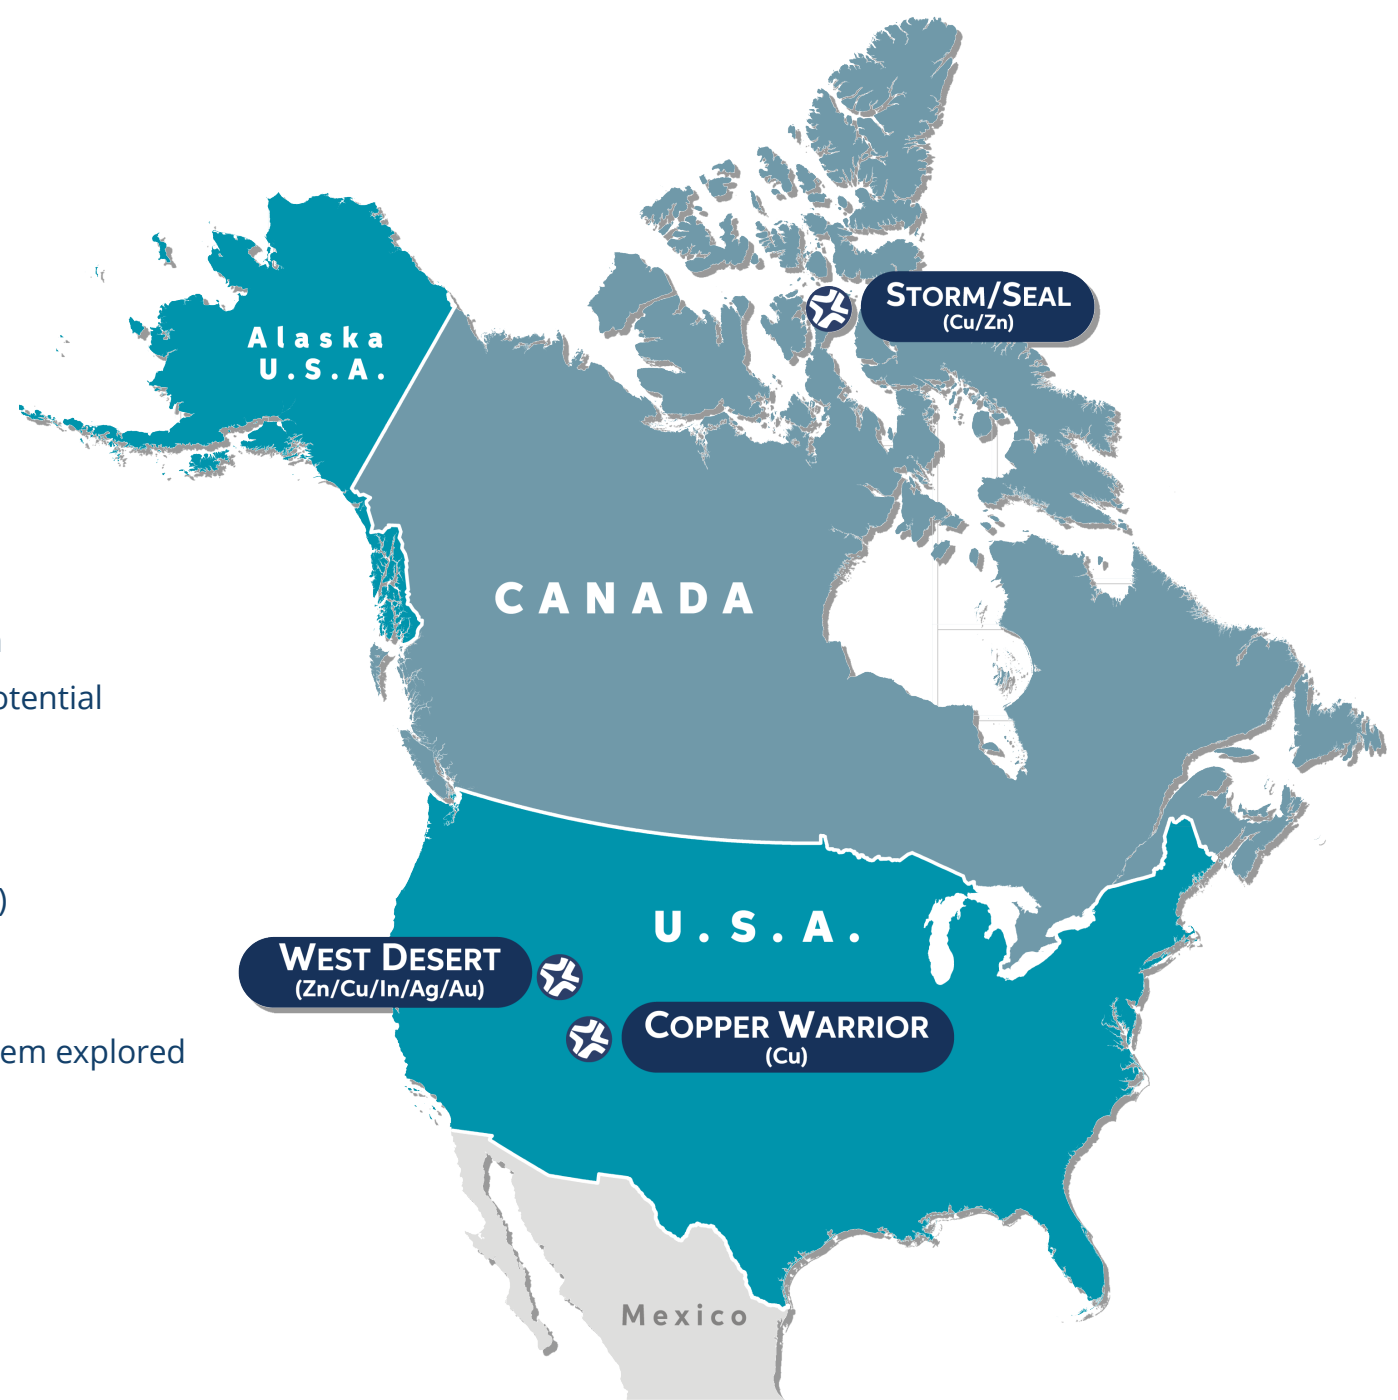 STORM/SEAL
(Cu/Zn)
Alaska
U.S.A.
CANADA
otential
)
U.S.A.
WEST DESERT
(Zn/Cu/In/Ag/Au)
COPPER WARRIOR
(Cu)
em explored
Mexico